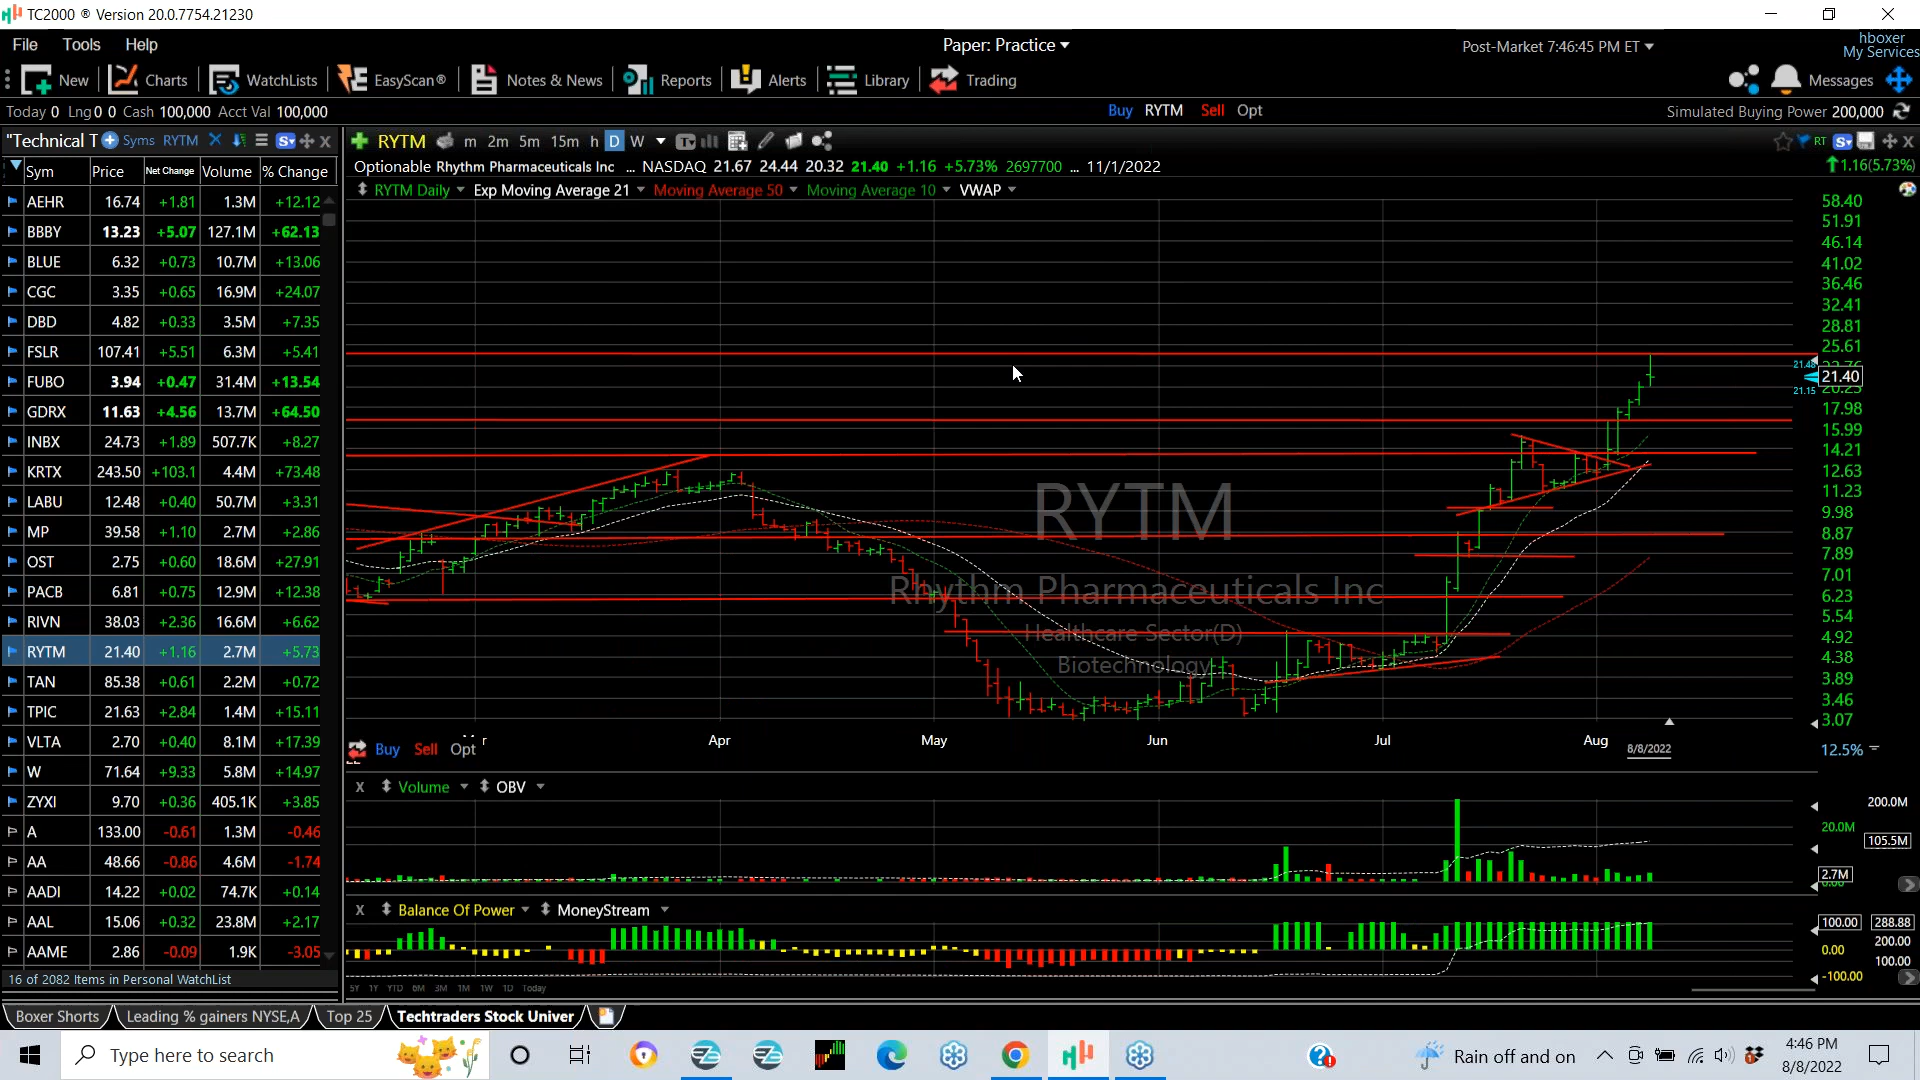 TC2000 ® Version 20.0.7754.21230
File Tools Help
Paper: Practice
Post-Market 7:46:45 PM ET
hboxer
My Services
New Charts WatchLists EasyScan® Notes & News Reports Alerts Library Trading
Messages
Today 0 Lng 0 0 Cash 100,000 Acct Val 100,000
Buy RYTM Sell Opt
Simulated Buying Power 200,000
"Technical T Syms RYTM
RYTM m 2m 5m 15m h D W
RT
Optionable Rhythm Pharmaceuticals Inc ... NASDAQ 21.67 24.44 20.32 21.40 +1.16 +5.73% 2697700 ... 11/1/2022
1.16(5.73%)
RYTM Daily Exp Moving Average 21 Moving Average 50 Moving Average 10 VWAP
Sym Price Net Change Volume % Change
AEHR 16.74 +1.81 1.3M +12.12
BBBY 13.23 +5.07 127.1M +62.13
BLUE 6.32 +0.73 10.7M +13.06
CGC 3.35 +0.65 16.9M +24.07
DBD 4.82 +0.33 3.5M +7.35
FSLR 107.41 +5.51 6.3M +5.41
FUBO 3.94 +0.47 31.4M +13.54
GDRX 11.63 +4.56 13.7M +64.50
INBX 24.73 +1.89 507.7K +8.27
KRTX 243.50 +103.1 4.4M +73.48
LABU 12.48 +0.40 50.7M +3.31
MP 39.58 +1.10 2.7M +2.86
OST 2.75 +0.60 18.6M +27.91
PACB 6.81 +0.75 12.9M +12.38
RIVN 38.03 +2.36 16.6M +6.62
RYTM 21.40 +1.16 2.7M +5.73
TAN 85.38 +0.61 2.2M +0.72
TPIC 21.63 +2.84 1.4M +15.11
VLTA 2.70 +0.40 8.1M +17.39
W 71.64 +9.33 5.8M +14.97
ZYXI 9.70 +0.36 405.1K +3.85
A 133.00 -0.61 1.3M -0.46
AA 48.66 -0.86 4.6M -1.74
AADI 14.22 +0.02 74.7K +0.14
AAL 15.06 +0.32 23.8M +2.17
AAME 2.86 -0.09 1.9K -3.05
16 of 2082 Items in Personal WatchList
RYTM
Rhythm Pharmaceuticals Inc
Healthcare Sector(D)
Biotechnology
58.40
51.91
46.14
41.02
36.46
32.41
28.81
25.61
21.48
21.40
21.15
17.98
15.99
14.21
12.63
11.23
9.98
8.87
7.89
7.01
6.23
5.54
4.92
4.38
3.89
3.46
3.07
12.5%
Buy Sell Opt
Apr May Jun Jul Aug
8/8/2022
X Volume OBV
200.0M
20.0M
105.5M
2.7M
X Balance Of Power MoneyStream
100.00 288.88
200.00
0.00
100.00
-100.00
5Y 1Y YTD 6M 3M 1M 1W 1D Today
Boxer Shorts Leading % gainers NYSE,A Top 25 Techtraders Stock Univer
Type here to search
Rain off and on
4:46 PM
8/8/2022